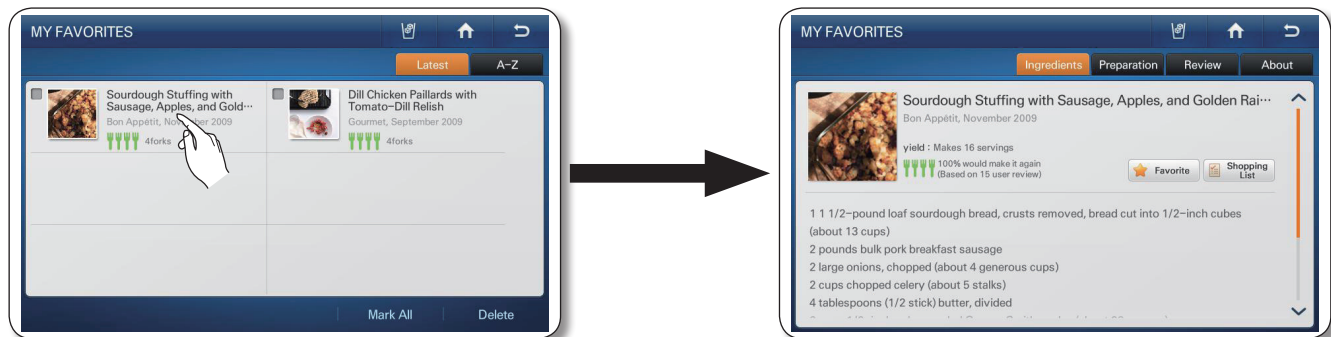 MY FAVORITES
Latest
A-Z
Sourdough Stuffing with
Sausage, Apples, and Gold···
Bon Appétit, November 2009
4forks
Dill Chicken Paillards with
Tomato-Dill Relish
Gourmet, September 2009
4forks
Mark All
Delete
MY FAVORITES
Ingredients
Preparation
Review
About
Sourdough Stuffing with Sausage, Apples, and Golden Rai···
Bon Appétit, November 2009
yield : Makes 16 servings
100% would make it again
(Based on 15 user review)
Favorite
Shopping
List
1 1 1/2-pound loaf sourdough bread, crusts removed, bread cut into 1/2-inch cubes
(about 13 cups)
2 pounds bulk pork breakfast sausage
2 large onions, chopped (about 4 generous cups)
2 cups chopped celery (about 5 stalks)
4 tablespoons (1/2 stick) butter, divided